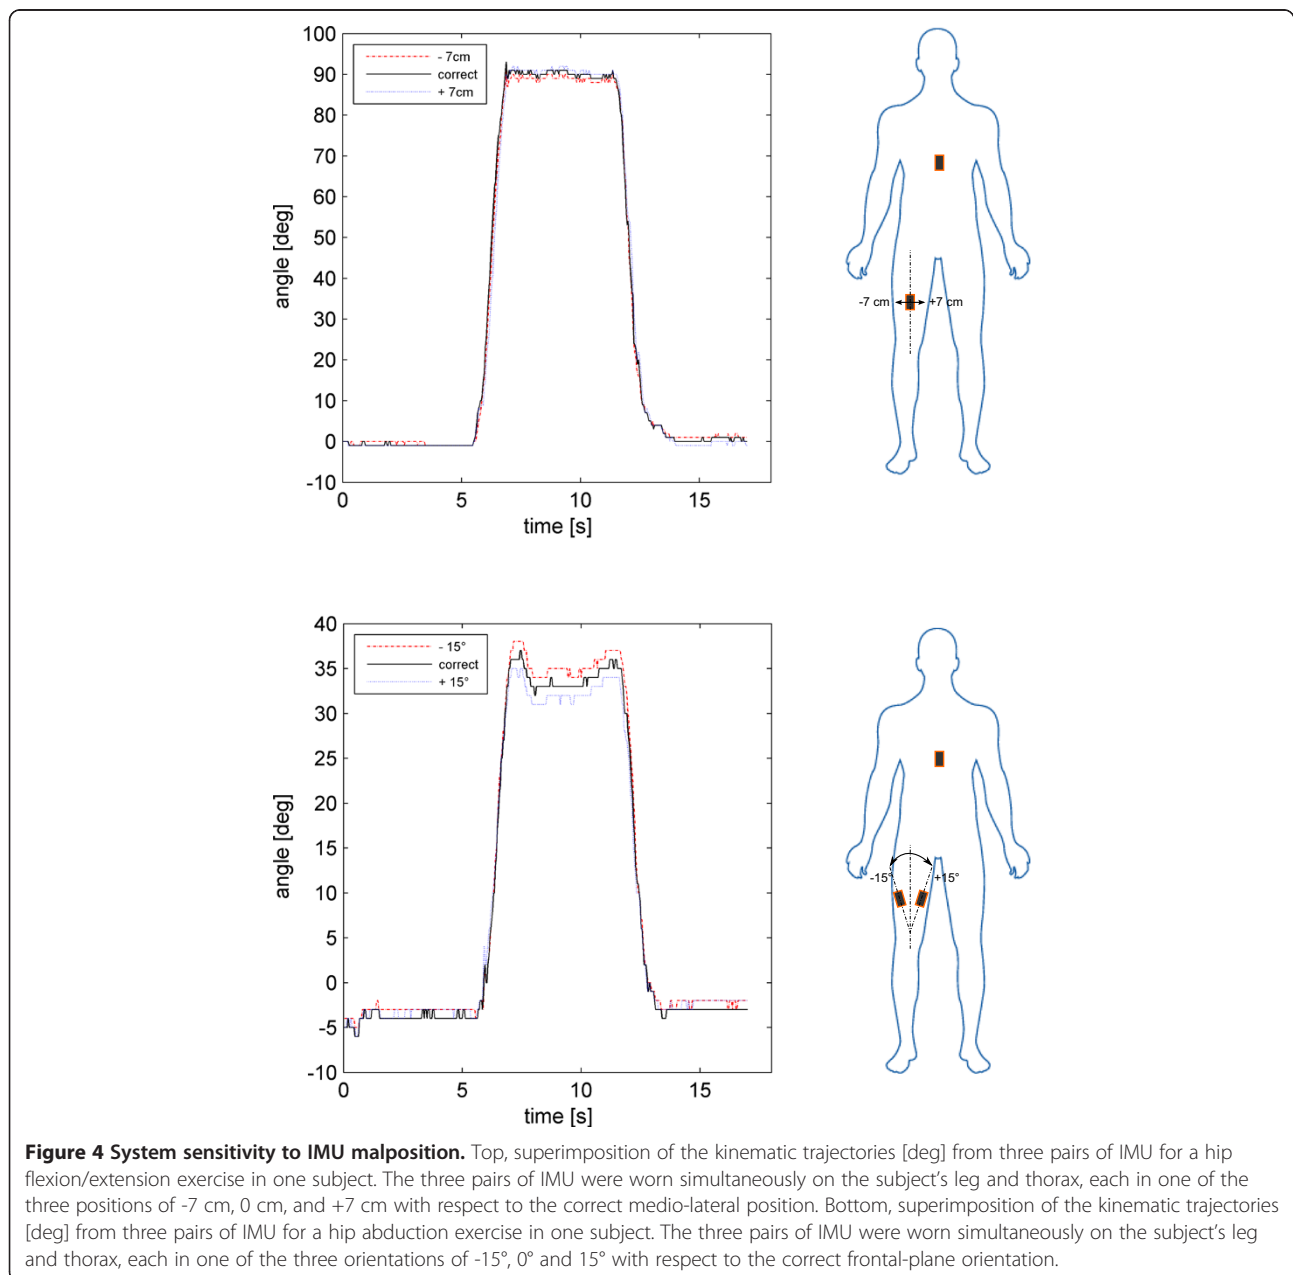 100
90
80
70
60
50
40
30
20
10
0
-10
angle [deg]
- 7cm
correct
+ 7cm
0
5
10
15
time [s]
-7 cm
+7 cm
40
35
30
25
20
15
10
5
0
-5
-10
angle [deg]
- 15°
correct
+ 15°
0
5
10
15
time [s]
-15°
+15°
Figure 4 System sensitivity to IMU malposition. Top, superimposition of the kinematic trajectories [deg] from three pairs of IMU for a hip
flexion/extension exercise in one subject. The three pairs of IMU were worn simultaneously on the subject's leg and thorax, each in one of the
three positions of -7 cm, 0 cm, and +7 cm with respect to the correct medio-lateral position. Bottom, superimposition of the kinematic trajectories
[deg] from three pairs of IMU for a hip abduction exercise in one subject. The three pairs of IMU were worn simultaneously on the subject's leg
and thorax, each in one of the three orientations of -15°, 0° and 15° with respect to the correct frontal-plane orientation.